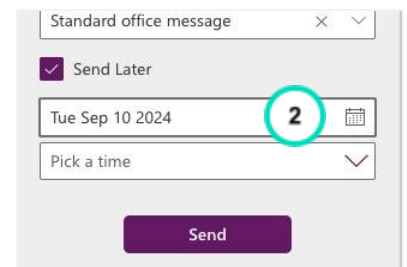 Standard office message
Send Later
Tue Sep 10 2024
2
Pick a time
Send